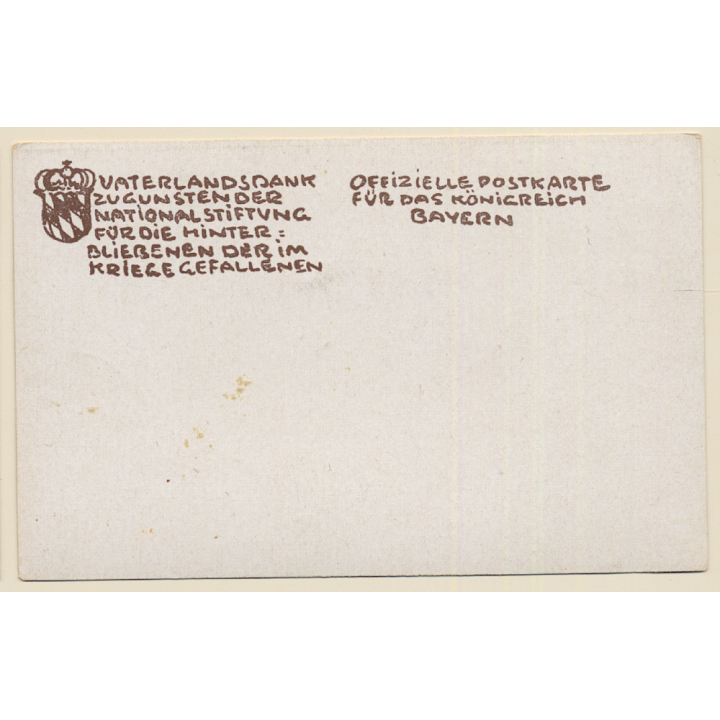 VATERLANDSDANK
ZUGUNSTEN DER
NATIONALSTIFTUNG
FÜR DIE HINTER:
BLIEBENEN DER IM
KRIEGE GEFALLENEN
OFFIZIELLE POSTKARTE
FÜR DAS KÖNIGREICH
BAYERN